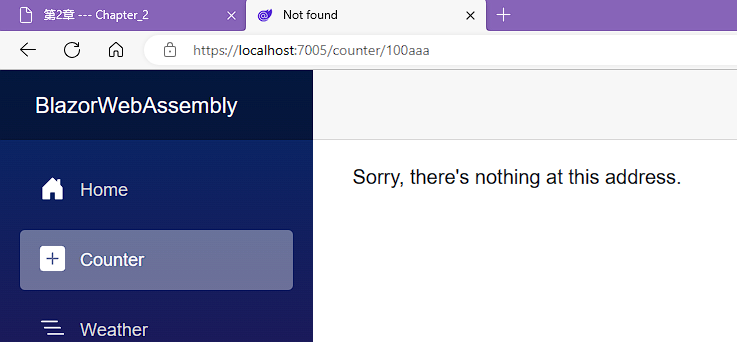 第2章 --- Chapter_2
Not found
https://localhost:7005/counter/100aaa
BlazorWebAssembly
Home
Sorry, there's nothing at this address.
Counter
Weather